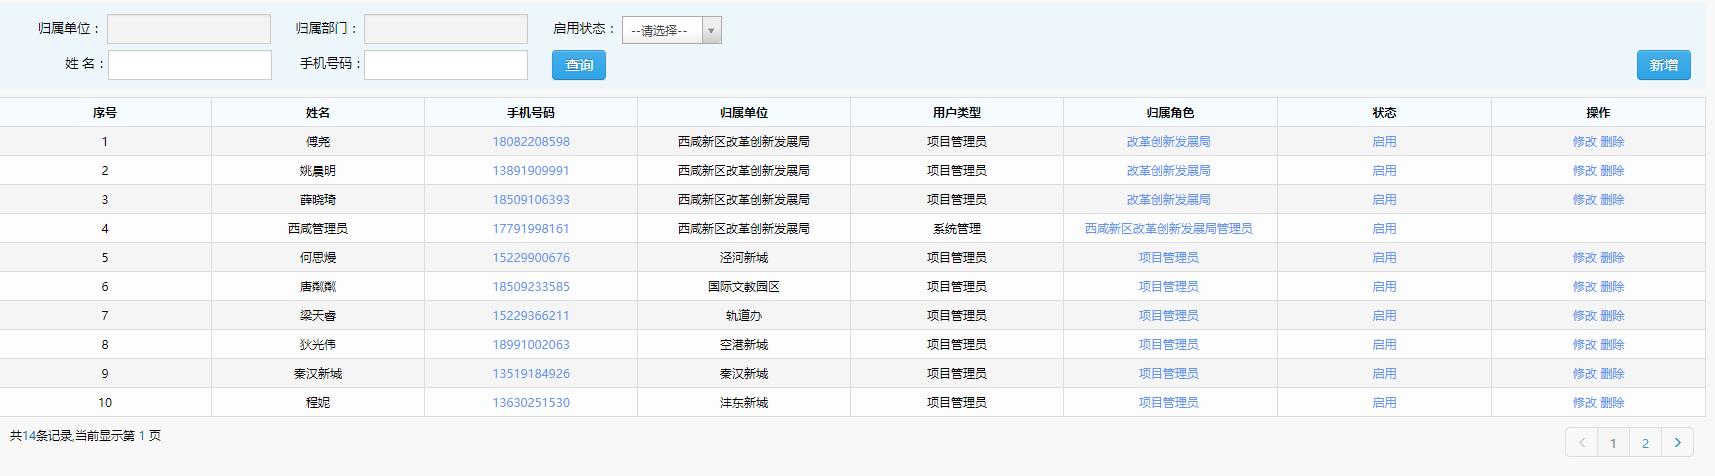 归属单位： 归属部门： 启用状态： --请选择--
姓 名： 手机号码： 查询 新增
序号 姓名 手机号码 归属单位 用户类型 归属角色 状态 操作
1 傅尧 18082208598 西咸新区改革创新发展局 项目管理员 改革创新发展局 启用 修改 删除
2 姚晨明 13891909991 西咸新区改革创新发展局 项目管理员 改革创新发展局 启用 修改 删除
3 薛晓琦 18509106393 西咸新区改革创新发展局 项目管理员 改革创新发展局 启用 修改 删除
4 西咸管理员 17791998161 西咸新区改革创新发展局 系统管理 西咸新区改革创新发展局管理员 启用
5 何思熳 15229900676 泾河新城 项目管理员 项目管理员 启用 修改 删除
6 唐粼粼 18509233585 国际文教园区 项目管理员 项目管理员 启用 修改 删除
7 梁天睿 15229366211 轨道办 项目管理员 项目管理员 启用 修改 删除
8 狄光伟 18991002063 空港新城 项目管理员 项目管理员 启用 修改 删除
9 秦汉新城 13519184926 秦汉新城 项目管理员 项目管理员 启用 修改 删除
10 程妮 13630251530 沣东新城 项目管理员 项目管理员 启用 修改 删除
共14条记录,当前显示第 1 页 < 1 2 >